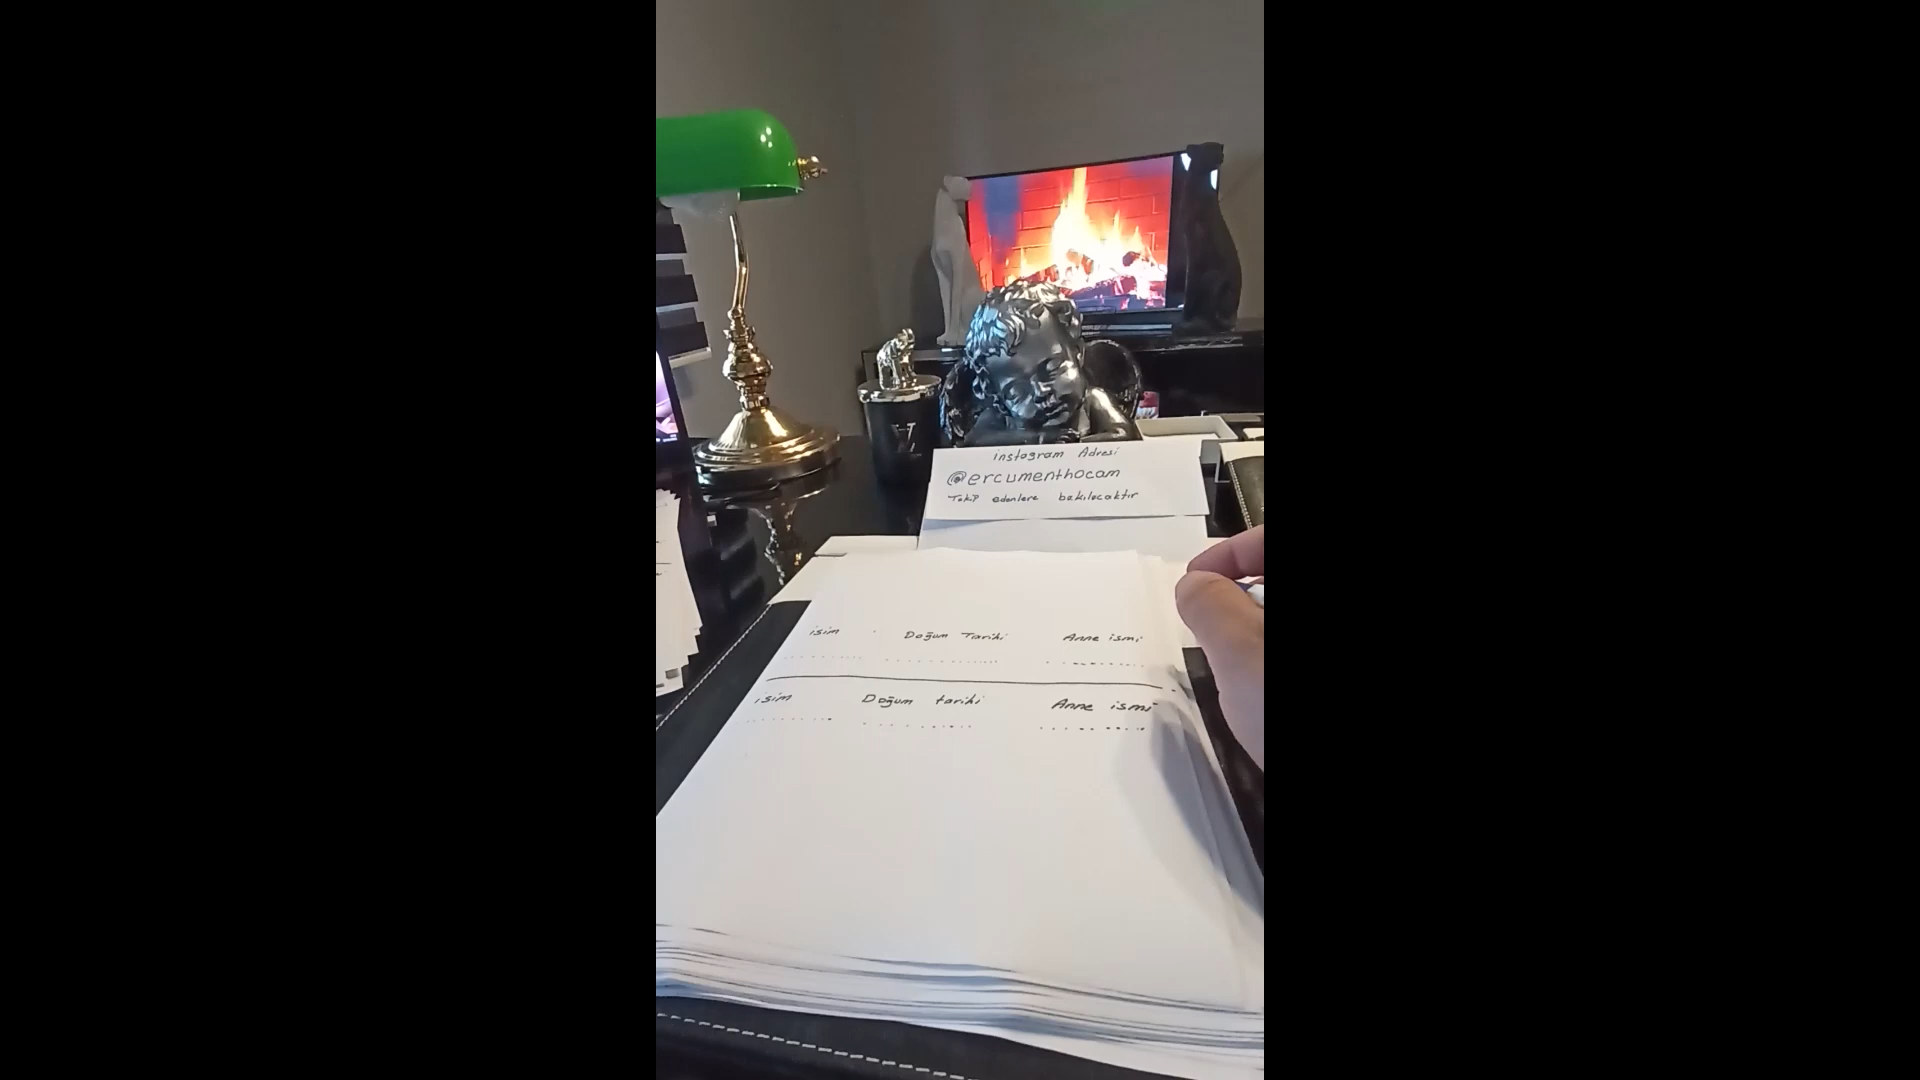 instagram Adresi
@ercumenthocam
Takip edenlere bakılacaktır
isim Doğum Tarihi Anne ismi
isim Doğum tarihi Anne ismi